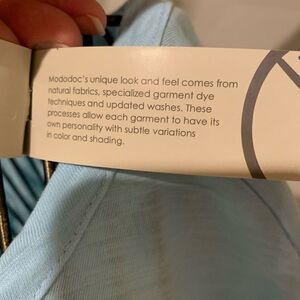 Mododoc's unique look and feel comes from
natural fabrics, specialized garment dye
techniques and updated washes. These
processes allow each garment to have its
own personality with subtle variations
in color and shading.